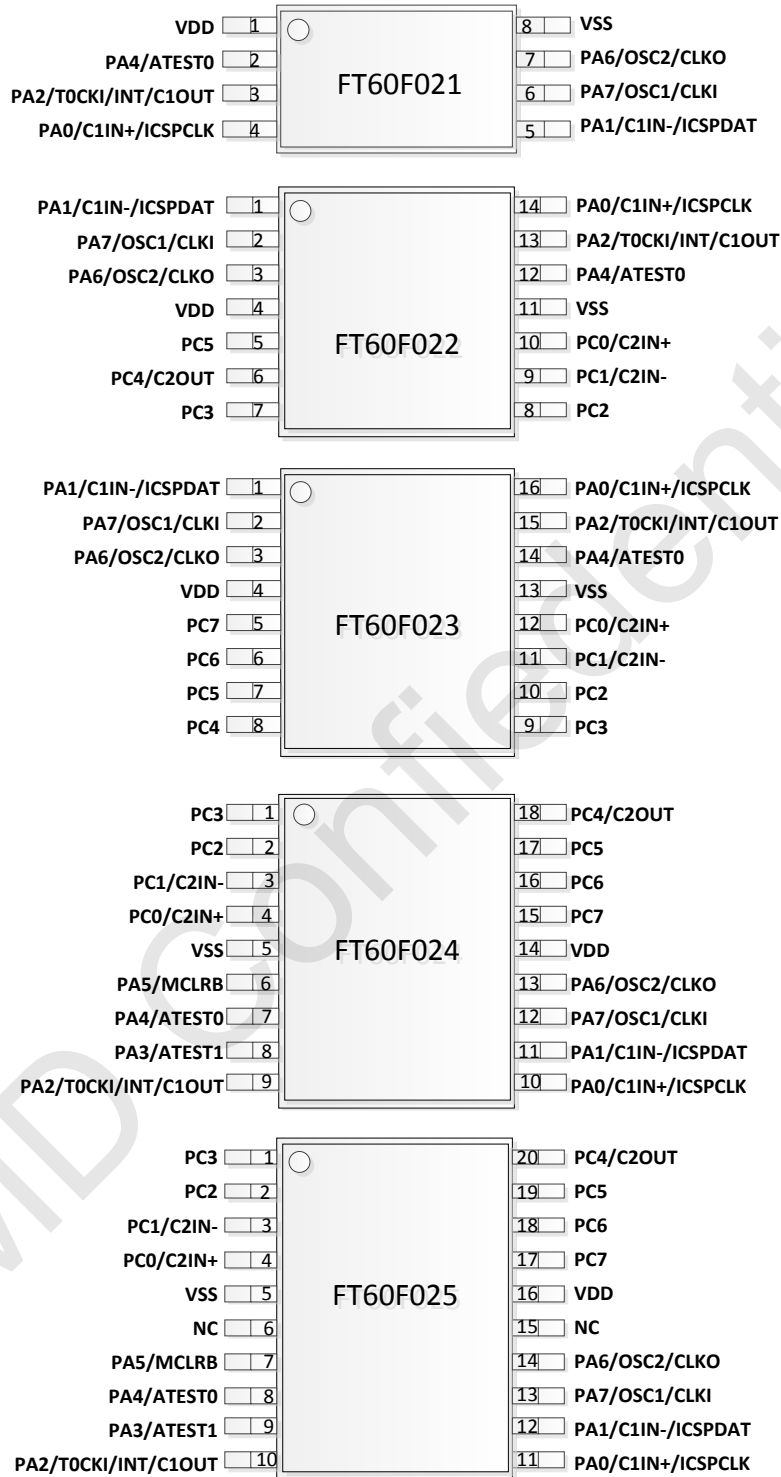 VDD 1 8 VSS
PA4/ATEST0 2 7 PA6/OSC2/CLKO
PA2/T0CKI/INT/C1OUT 3 FT60F021 6 PA7/OSC1/CLKI
PA0/C1IN+/ICSPCLK 4 5 PA1/C1IN-/ICSPDAT
PA1/C1IN-/ICSPDAT 1 14 PA0/C1IN+/ICSPCLK
PA7/OSC1/CLKI 2 13 PA2/T0CKI/INT/C1OUT
PA6/OSC2/CLKO 3 12 PA4/ATEST0
VDD 4 11 VSS
PC5 5 FT60F022 10 PC0/C2IN+
PC4/C2OUT 6 9 PC1/C2IN-
PC3 7 8 PC2
PA1/C1IN-/ICSPDAT 1 16 PA0/C1IN+/ICSPCLK
PA7/OSC1/CLKI 2 15 PA2/T0CKI/INT/C1OUT
PA6/OSC2/CLKO 3 14 PA4/ATEST0
VDD 4 13 VSS
PC7 5 FT60F023 12 PC0/C2IN+
PC6 6 11 PC1/C2IN-
PC5 7 10 PC2
PC4 8 9 PC3
PC3 1 18 PC4/C2OUT
PC2 2 17 PC5
PC1/C2IN- 3 16 PC6
PC0/C2IN+ 4 15 PC7
VSS 5 FT60F024 14 VDD
PA5/MCLRB 6 13 PA6/OSC2/CLKO
PA4/ATEST0 7 12 PA7/OSC1/CLKI
PA3/ATEST1 8 11 PA1/C1IN-/ICSPDAT
PA2/T0CKI/INT/C1OUT 9 10 PA0/C1IN+/ICSPCLK
PC3 1 20 PC4/C2OUT
PC2 2 19 PC5
PC1/C2IN- 3 18 PC6
PC0/C2IN+ 4 17 PC7
VSS 5 FT60F025 16 VDD
NC 6 15 NC
PA5/MCLRB 7 14 PA6/OSC2/CLKO
PA4/ATEST0 8 13 PA7/OSC1/CLKI
PA3/ATEST1 9 12 PA1/C1IN-/ICSPDAT
PA2/T0CKI/INT/C1OUT 10 11 PA0/C1IN+/ICSPCLK
MD Confiedenti